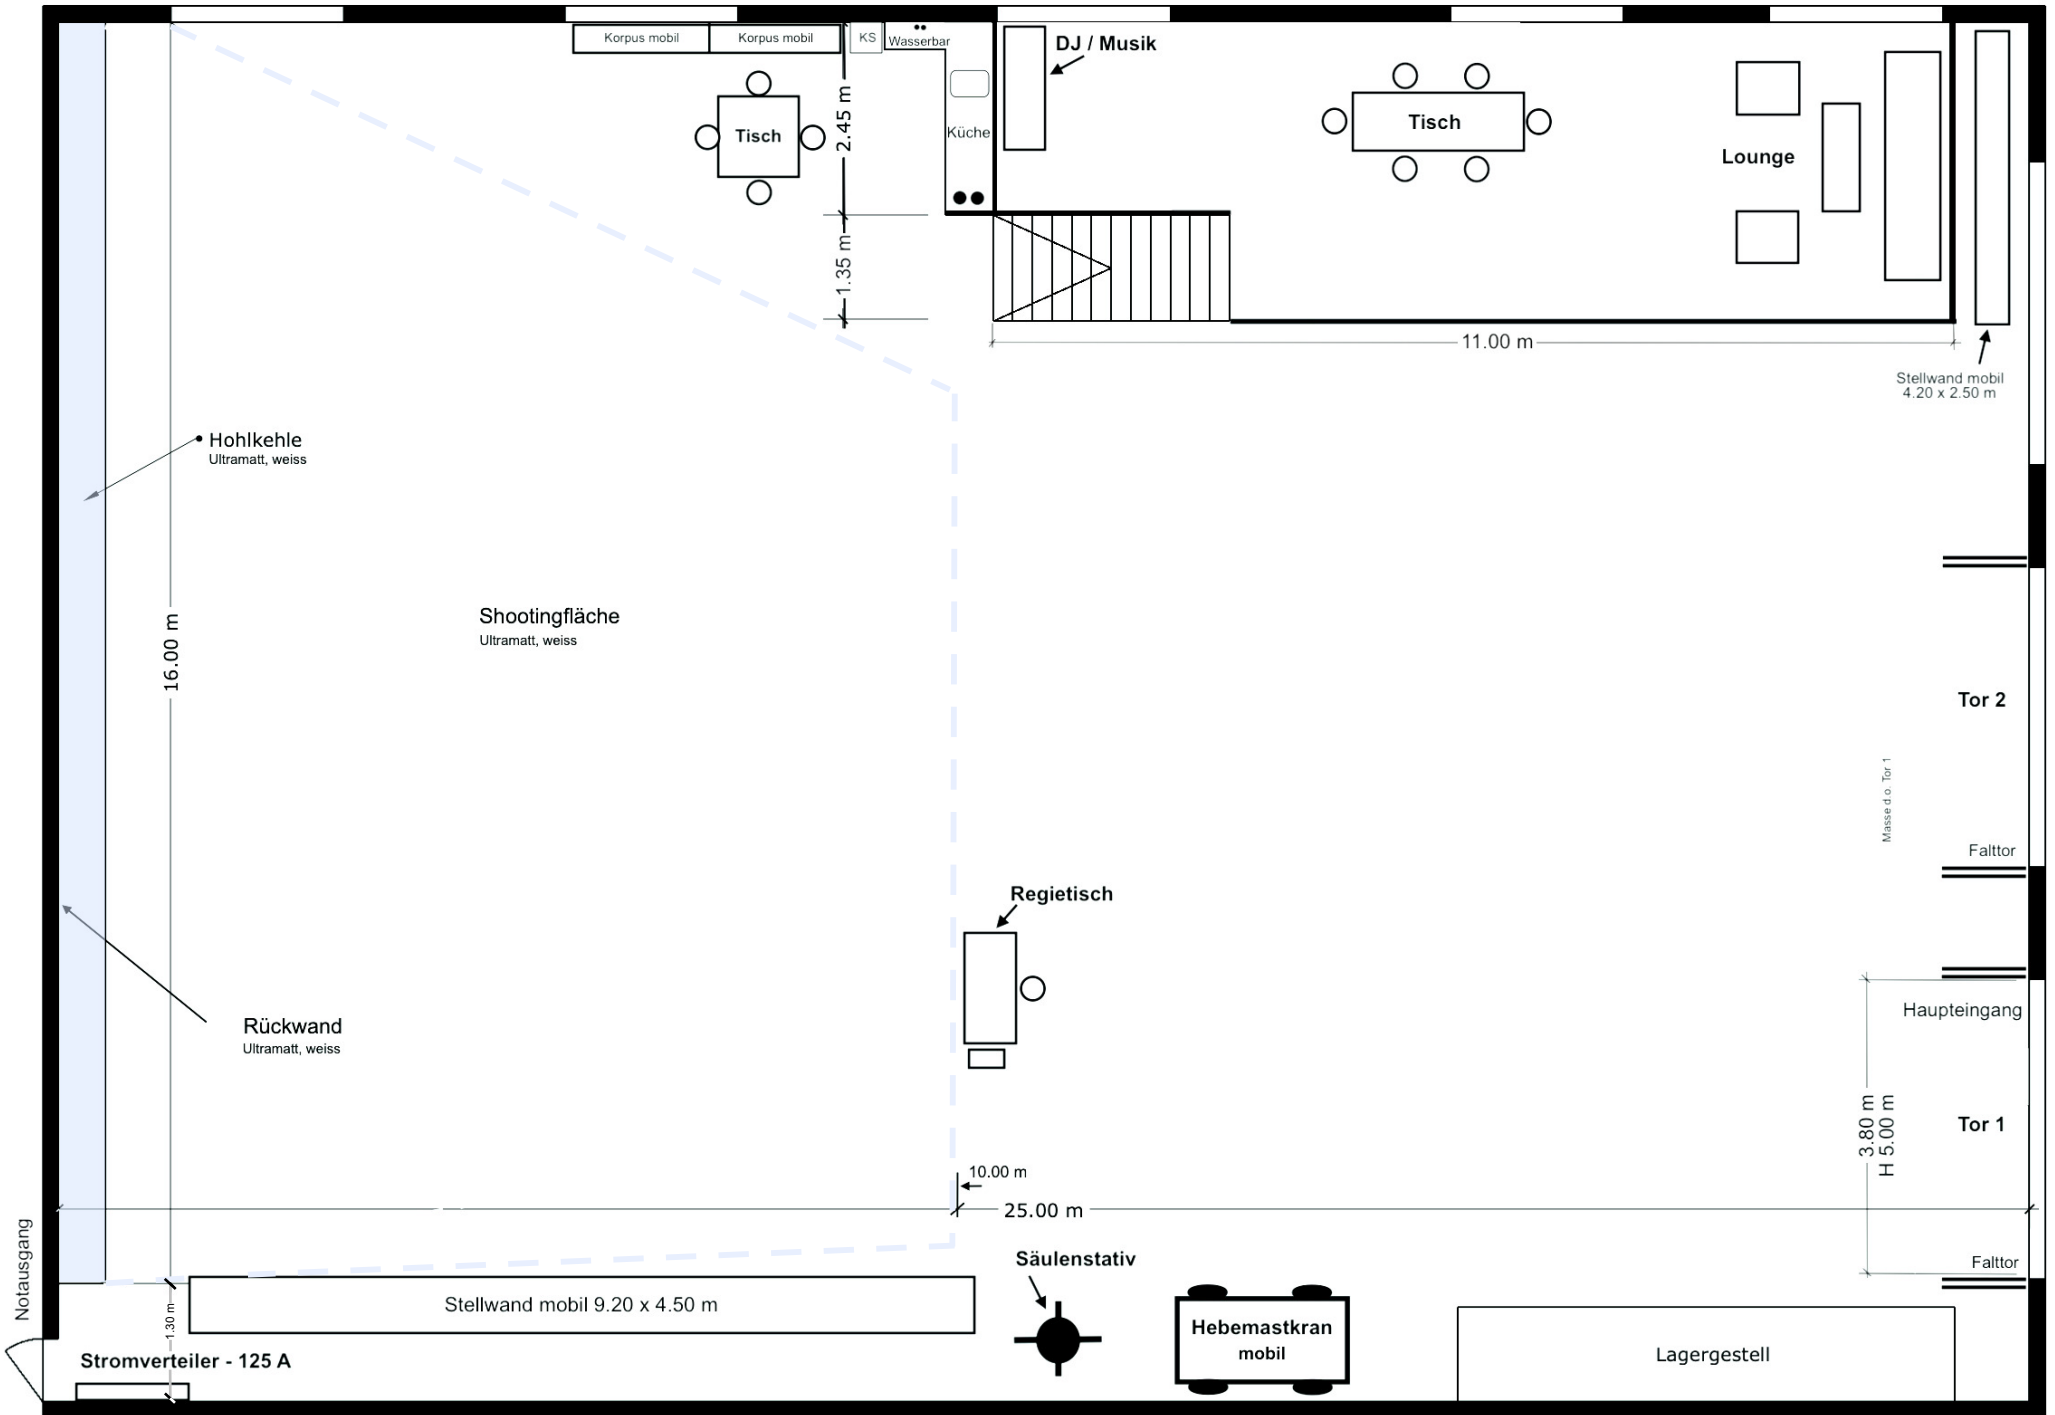 Korpus mobil
Korpus mobil
KS
Wasserbar
DJ / Musik
Küche
Tisch
2.45 m
1.35 m
Tisch
Lounge
11.00 m
Stellwand mobil
4.20 x 2.50 m
Hohlkehle
Ultramatt, weiss
16.00 m
Shootingfläche
Ultramatt, weiss
Tor 2
Masse d.o. Tor 1
Falttor
Regietisch
Rückwand
Ultramatt, weiss
Haupteingang
3.80 m
H 5.00 m
Tor 1
10.00 m
25.00 m
Notausgang
Säulenstativ
Falttor
Stellwand mobil 9.20 x 4.50 m
1.30 m
Hebemastkran
mobil
Lagergestell
Stromverteiler - 125 A